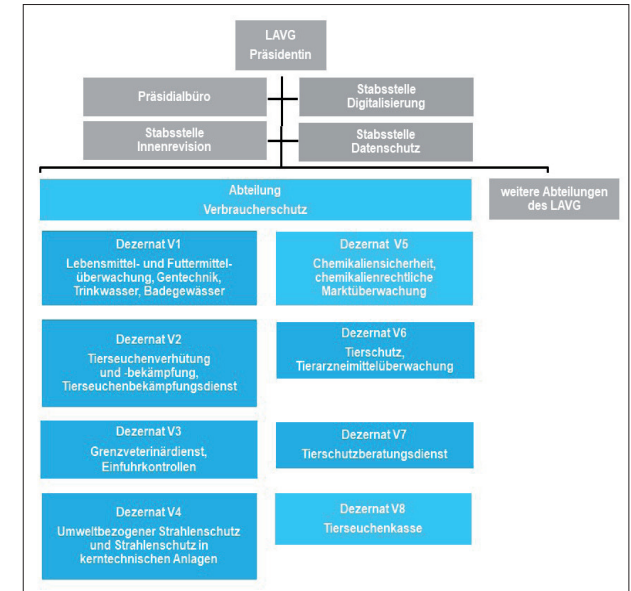 LAVG
Präsidentin
Präsidialbüro
Stabsstelle
Digitalisierung
Stabsstelle
Innenrevision
Stabsstelle
Datenschutz
Abteilung
Verbraucherschutz
weitere Abteilungen
des LAVG
Dezernat V1
Lebensmittel- und Futtermittel-
überwachung, Gentechnik,
Trinkwasser, Badegewässer
Dezernat V5
Chemikaliensicherheit,
chemikalienrechtliche
Marktüberwachung
Dezernat V2
Tierseuchenverhütung
und -bekämpfung,
Tierseuchenbekämpfungsdienst
Dezernat V6
Tierschutz,
Tierarzneimittelüberwachung
Dezernat V3
Grenzveterinärdienst,
Einfuhrkontrollen
Dezernat V7
Tierschutzberatungsdienst
Dezernat V4
Umweltbezogener Strahlenschutz
und Strahlenschutz in
kerntechnischen Anlagen
Dezernat V8
Tierseuchenkasse